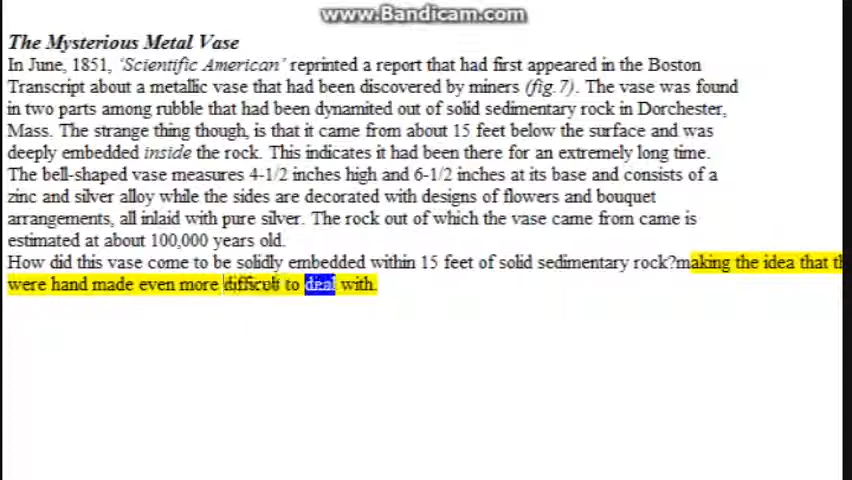 www.Bandicam.com
The Mysterious Metal Vase
In June, 1851, ‘Scientific American’ reprinted a report that had first appeared in the Boston
Transcript about a metallic vase that had been discovered by miners (fig.7). The vase was found
in two parts among rubble that had been dynamited out of solid sedimentary rock in Dorchester,
Mass. The strange thing though, is that it came from about 15 feet below the surface and was
deeply embedded inside the rock. This indicates it had been there for an extremely long time.
The bell-shaped vase measures 4-1/2 inches high and 6-1/2 inches at its base and consists of a
zinc and silver alloy while the sides are decorated with designs of flowers and bouquet
arrangements, all inlaid with pure silver. The rock out of which the vase came from came is
estimated at about 100,000 years old.
How did this vase come to be solidly embedded within 15 feet of solid sedimentary rock?making the idea that
were hand made even more difficult to deal with.